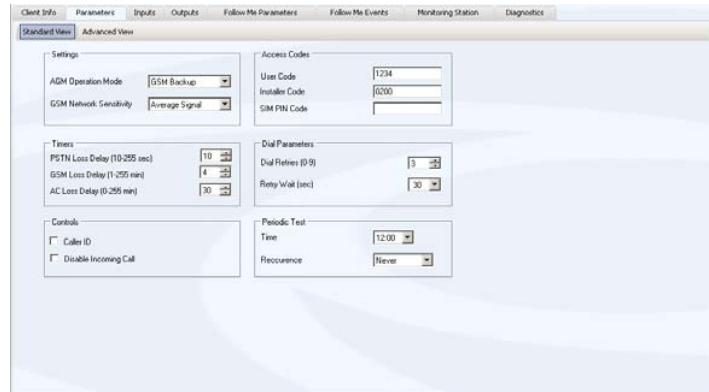 Client Info Parameters Inputs Outputs Follow Me Parameters Follow Me Events Monitoring Station Diagnostics
Standard View Advanced View
Settings
AGM Operation Mode GSM Backup
GSM Network Sensitivity Average Signal
Access Codes
User Code 1234
Installer Code 0200
SIM PIN Code
Timers
PSTN Loss Delay (10-255 sec) 10
GSM Loss Delay (1-255 min) 4
AC Loss Delay (0-255 min) 30
Dial Parameters
Dial Retries (0-9) 3
Retry Wait (sec) 30
Controls
Caller ID
Disable Incoming Call
Periodic Test
Time 12:00
Reccurence Never